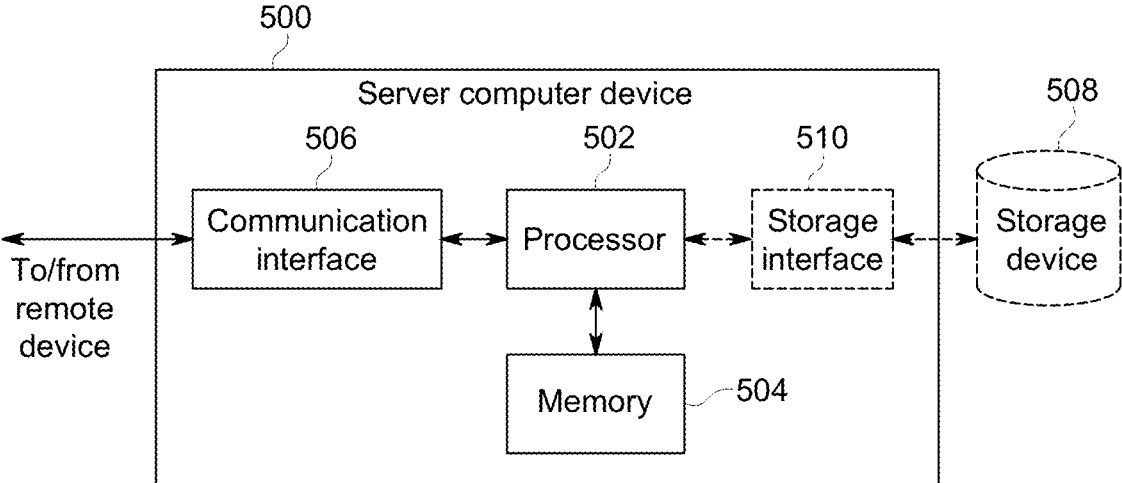 500
Server computer device
508
506
502
510
Communication
interface
Processor
Storage
interface
Storage
device
To/from
remote
device
Memory
504